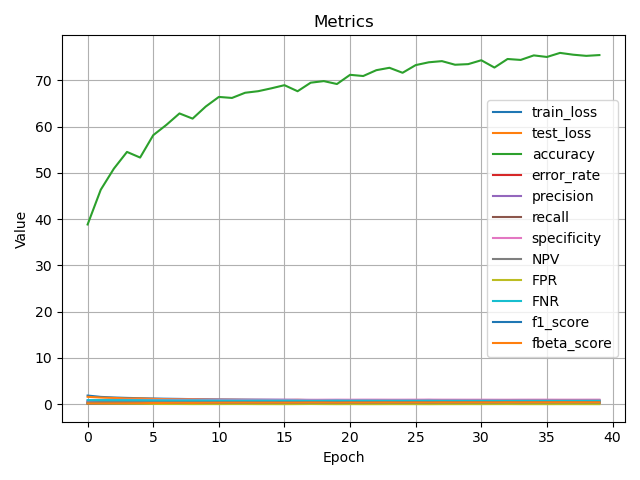 Metrics
70
60
50
40
30
20
10
0
Value
train_loss
test_loss
accuracy
error_rate
precision
recall
specificity
NPV
FPR
FNR
f1_score
fbeta_score
0 5 10 15 20 25 30 35 40
Epoch